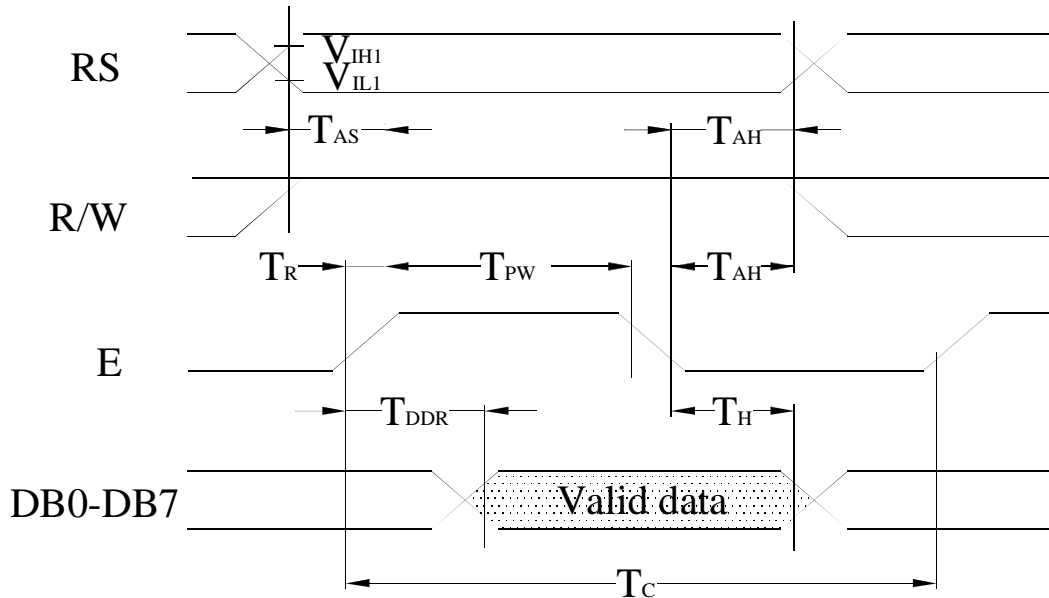 RS
VIH1
VIL1
TAS
TAH
R/W
TR
TPW
TAH
E
TDDR
TH
DB0-DB7
Valid data
TC